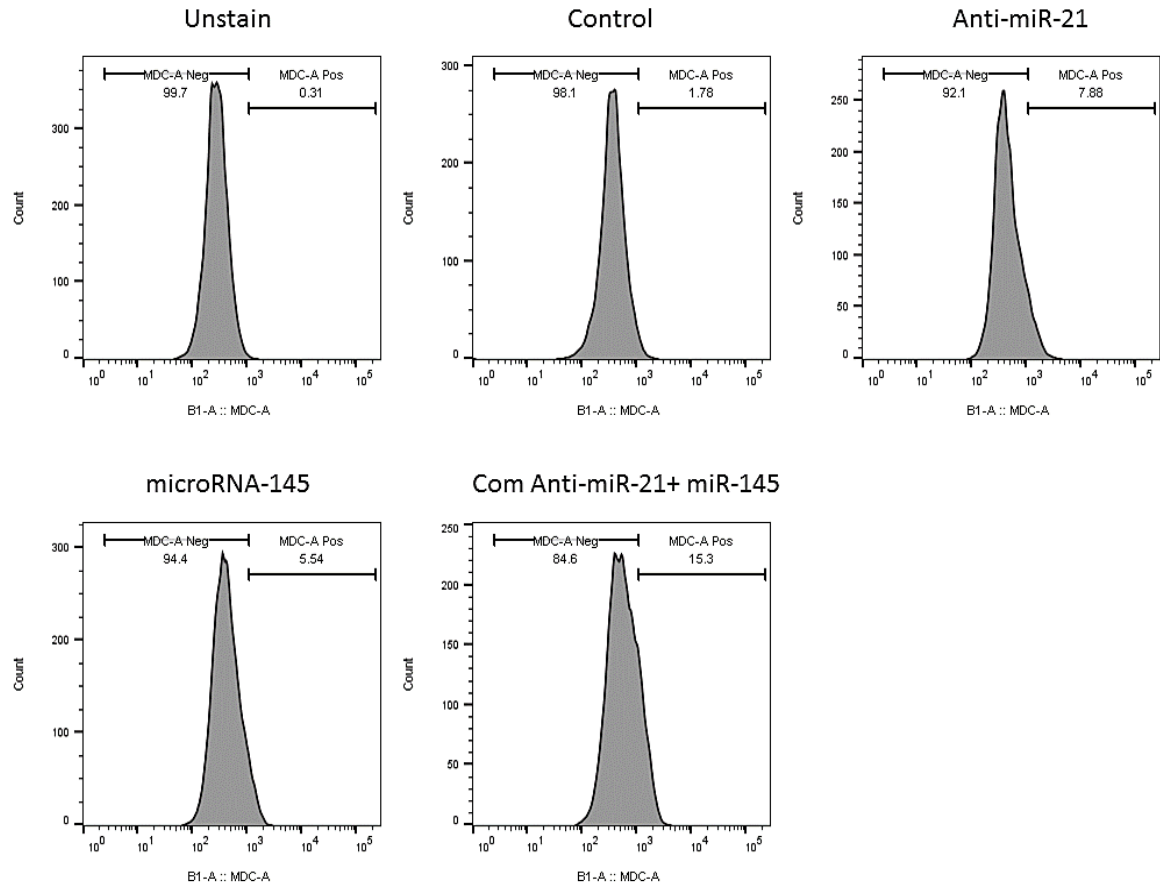 Unstain
MDC-A Neg
99.7
MDC-A Pos
0.31
300
200
100
0
Count
10^0 10^1 10^2 10^3 10^4 10^5
B1-A :: MDC-A
Control
MDC-A Neg
98.1
MDC-A Pos
1.78
300
200
100
0
Count
10^0 10^1 10^2 10^3 10^4 10^5
B1-A :: MDC-A
Anti-miR-21
MDC-A Neg
92.1
MDC-A Pos
7.88
250
200
150
100
50
0
Count
10^0 10^1 10^2 10^3 10^4 10^5
B1-A :: MDC-A
microRNA-145
MDC-A Neg
94.4
MDC-A Pos
5.54
300
200
100
0
Count
10^0 10^1 10^2 10^3 10^4 10^5
B1-A :: MDC-A
Com Anti-miR-21+ miR-145
MDC-A Neg
84.6
MDC-A Pos
15.3
250
200
150
100
50
0
Count
10^0 10^1 10^2 10^3 10^4 10^5
B1-A :: MDC-A